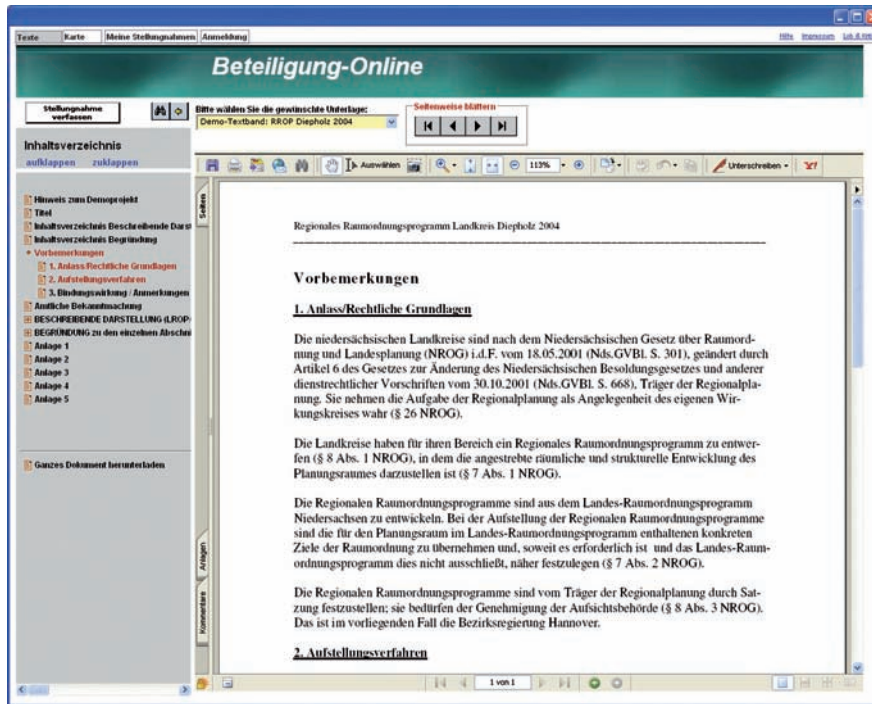 Texte Karte Meine Stellungnahmen Anmeldung Hilfe Impressum
Beteiligung-Online
Stellungnahme
verfassen
Bitte wählen Sie die gewünschte Unterlage:
Demo-Textband: RROP Diepholz 2004
Seitenweise blättern
Inhaltsverzeichnis
aufklappen zuklappen
Hinweis zum Demoprojekt
Titel
Inhaltsverzeichnis Beschreibende Darst
Inhaltsverzeichnis Begründung
Vorbemerkungen
1. Anlass/Rechtliche Grundlagen
2. Aufstellungsverfahren
3. Bindungswirkung / Anmerkungen
Amtliche Bekanntmachung
BESCHREIBENDE DARSTELLUNG (LROP-
BEGRÜNDUNG zu den einzelnen Abschni
Anlage 1
Anlage 2
Anlage 3
Anlage 4
Anlage 5
Ganzes Dokument herunterladen
Auswählen 113% Unterschreiben
Seiten
Anlagen
Kommentare
Regionales Raumordnungsprogramm Landkreis Diepholz 2004
Vorbemerkungen
1. Anlass/Rechtliche Grundlagen
Die niedersächsischen Landkreise sind nach dem Niedersächsischen Gesetz über Raumord-
nung und Landesplanung (NROG) i.d.F. vom 18.05.2001 (Nds.GVBl. S. 301), geändert durch
Artikel 6 des Gesetzes zur Änderung des Niedersächsischen Besoldungsgesetzes und anderer
dienstrechtlicher Vorschriften vom 30.10.2001 (Nds.GVBl. S. 668), Träger der Regionalpla-
nung. Sie nehmen die Aufgabe der Regionalplanung als Angelegenheit des eigenen Wir-
kungskreises wahr (§ 26 NROG).
Die Landkreise haben für ihren Bereich ein Regionales Raumordnungsprogramm zu entwer-
fen (§ 8 Abs. 1 NROG), in dem die angestrebte räumliche und strukturelle Entwicklung des
Planungsraumes darzustellen ist (§ 7 Abs. 1 NROG).
Die Regionalen Raumordnungsprogramme sind aus dem Landes-Raumordnungsprogramm
Niedersachsen zu entwickeln. Bei der Aufstellung der Regionalen Raumordnungsprogramme
sind die für den Planungsraum im Landes-Raumordnungsprogramm enthaltenen konkreten
Ziele der Raumordnung zu übernehmen und, soweit es erforderlich ist und das Landes-Raum-
ordnungsprogramm dies nicht ausschließt, näher festzulegen (§ 7 Abs. 2 NROG).
Die Regionalen Raumordnungsprogramme sind vom Träger der Regionalplanung durch Sat-
zung festzustellen; sie bedürfen der Genehmigung der Aufsichtsbehörde (§ 8 Abs. 3 NROG).
Das ist im vorliegenden Fall die Bezirksregierung Hannover.
2. Aufstellungsverfahren
1 von 1